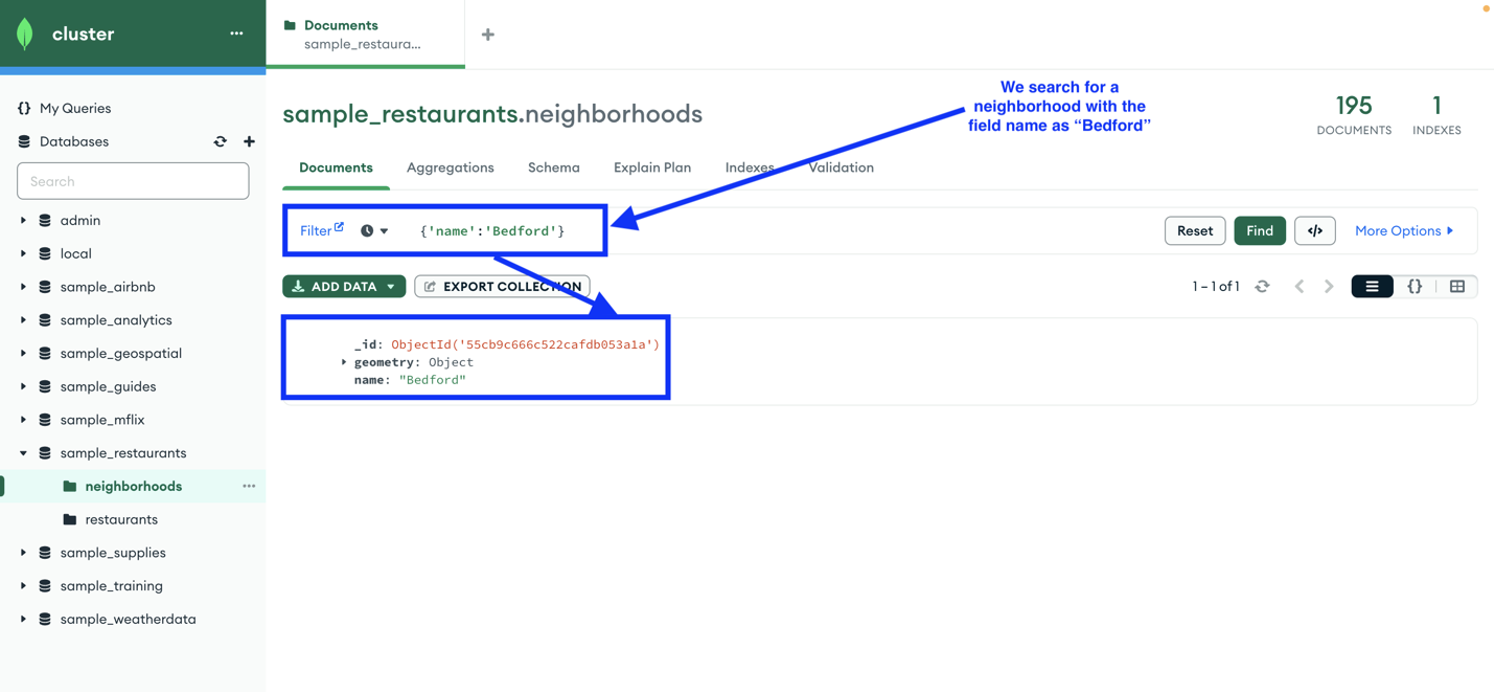 cluster
Documents
sample_restaura...
My Queries
Databases
Search
admin
local
sample_airbnb
sample_analytics
sample_geospatial
sample_guides
sample_mflix
sample_restaurants
neighborhoods
restaurants
sample_supplies
sample_training
sample_weatherdata
We search for a
neighborhood with the
field name as “Bedford”
sample_restaurants.neighborhoods
195
DOCUMENTS
1
INDEXES
Documents Aggregations Schema Explain Plan Indexes Validation
Filter {'name':'Bedford'} Reset Find </> More Options
ADD DATA EXPORT COLLECTION 1 – 1 of 1 {}
_id: ObjectId('55cb9c666c522cafdb053a1a')
geometry: Object
name: "Bedford"